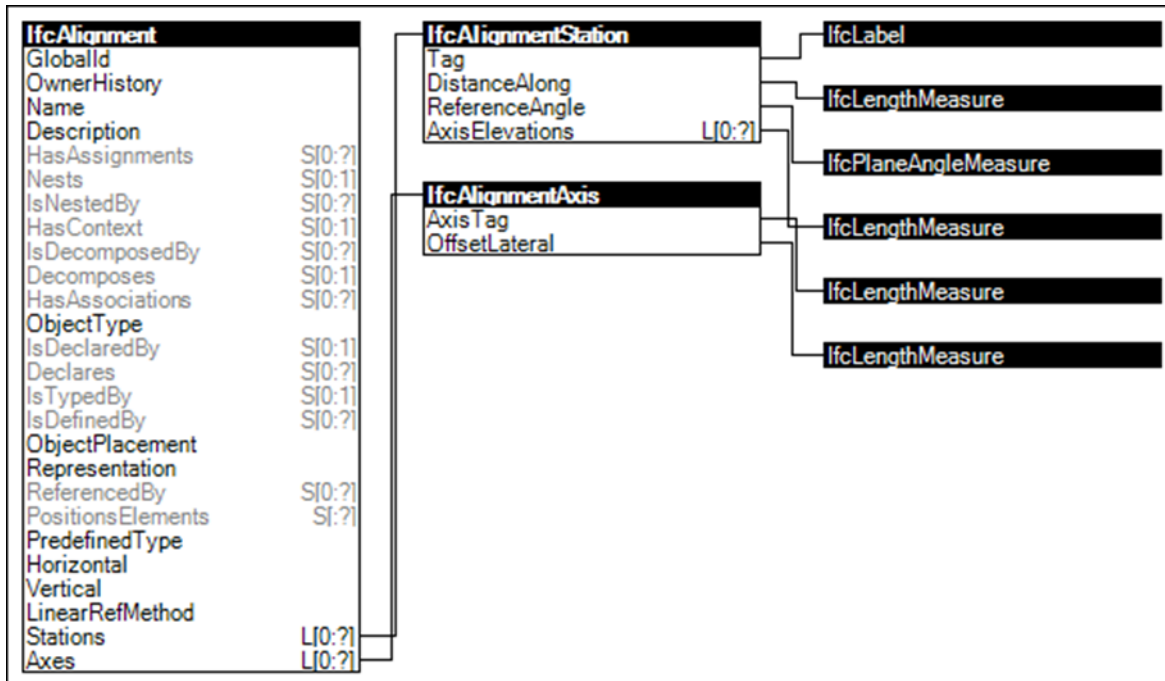 IfcAlignment
GlobalId
OwnerHistory
Name
Description
HasAssignments S[0:?]
Nests S[0:1]
IsNestedBy S[0:?]
HasContext S[0:1]
IsDecomposedBy S[0:?]
Decomposes S[0:1]
HasAssociations S[0:?]
ObjectType
IsDeclaredBy S[0:1]
Declares S[0:?]
IsTypedBy S[0:1]
IsDefinedBy S[0:?]
ObjectPlacement
Representation
ReferencedBy S[0:?]
PositionsElements S[:?]
PredefinedType
Horizontal
Vertical
LinearRefMethod
Stations L[0:?]
Axes L[0:?]
IfcAlignmentStation
Tag
DistanceAlong
ReferenceAngle
AxisElevations L[0:?]
IfcAlignmentAxis
AxisTag
OffsetLateral
IfcLabel
IfcLengthMeasure
IfcPlaneAngleMeasure
IfcLengthMeasure
IfcLengthMeasure
IfcLengthMeasure